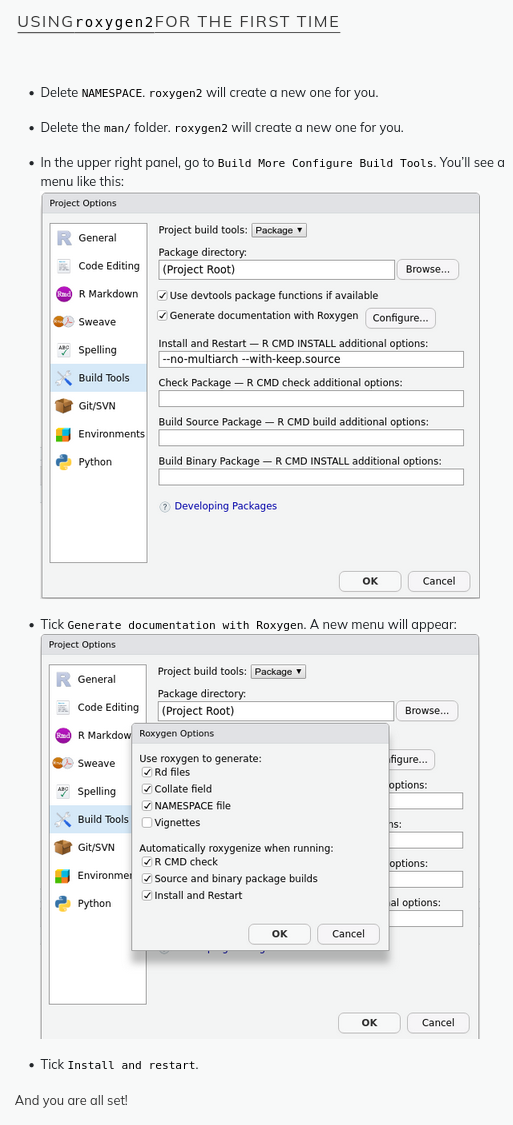 USING roxygen2 FOR THE FIRST TIME
• Delete NAMESPACE. roxygen2 will create a new one for you.
• Delete the man/ folder. roxygen2 will create a new one for you.
• In the upper right panel, go to Build More Configure Build Tools. You'll see a
menu like this:
Project Options
R General
Code Editing
Rmd R Markdown
Sweave
ABC Spelling
Build Tools
Git/SVN
Environments
Python
Project build tools: Package ▼
Package directory:
(Project Root) Browse...
Use devtools package functions if available
Generate documentation with Roxygen Configure...
Install and Restart — R CMD INSTALL additional options:
--no-multiarch --with-keep.source
Check Package — R CMD check additional options:
Build Source Package — R CMD build additional options:
Build Binary Package — R CMD INSTALL additional options:
? Developing Packages
OK Cancel
• Tick Generate documentation with Roxygen. A new menu will appear:
Project Options
R General
Code Editing
Rmd R Markdow
Sweave
ABC Spelling
Build Tools
Git/SVN
Environmer
Python
Project build tools: Package ▼
Package directory:
(Project Root) Browse...
figure...
options:
ns:
options:
al options:
Roxygen Options
Use roxygen to generate:
Rd files
Collate field
NAMESPACE file
Vignettes
Automatically roxygenize when running:
R CMD check
Source and binary package builds
Install and Restart
OK Cancel
OK Cancel
• Tick Install and restart.
And you are all set!